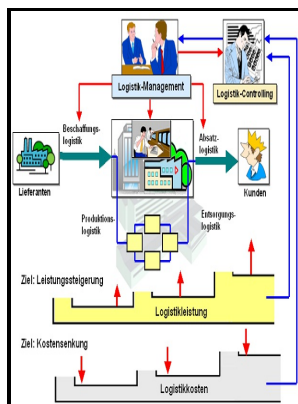 Logistik-Management
Logistik-Controlling
Beschaffungs-
logistik
Absatz-
logistik
Lieferanten
Kunden
Produktions-
logistik
Entsorgungs-
logistik
Ziel: Leistungssteigerung
Logistikleistung
Ziel: Kostensenkung
Logistikkosten